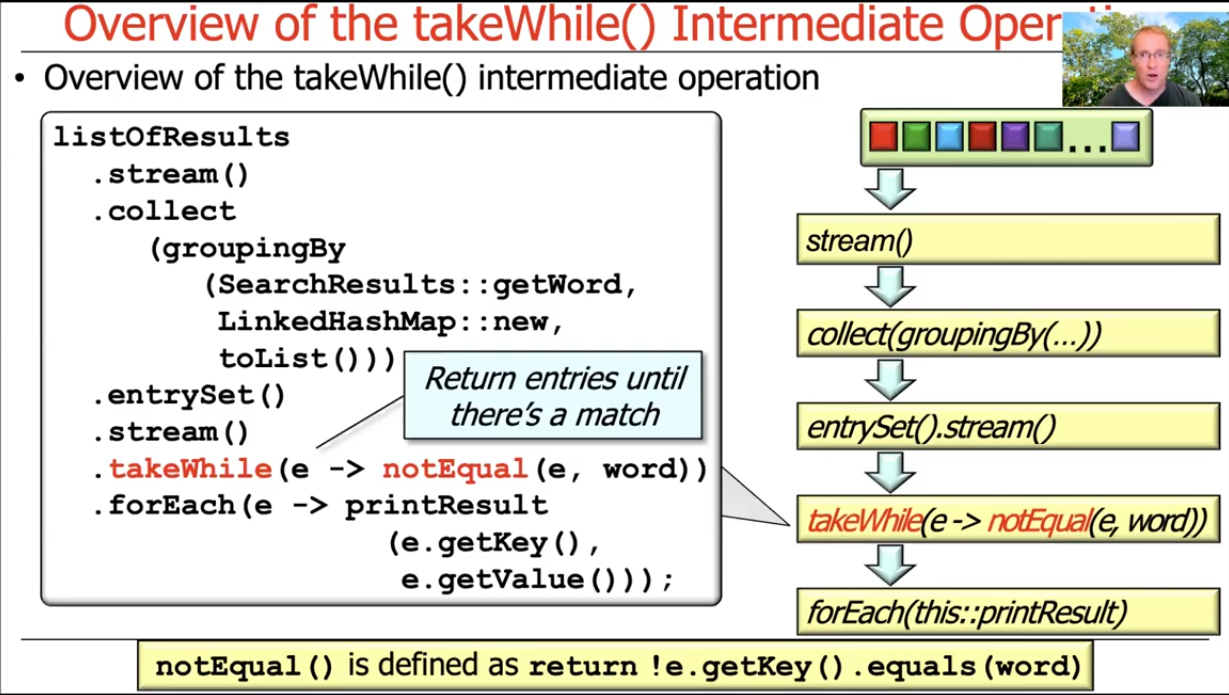 Overview of the takeWhile() Intermediate Oper
• Overview of the takeWhile() intermediate operation
listOfResults
.stream()
.collect
(groupingBy
(SearchResults::getWord,
LinkedHashMap::new,
toList()))
.entrySet()
.stream()
.takeWhile(e -> notEqual(e, word))
.forEach(e -> printResult
(e.getKey(),
e.getValue()));
Return entries until
there's a match
...
stream()
collect(groupingBy(...))
entrySet().stream()
takeWhile(e -> notEqual(e, word))
forEach(this::printResult)
notEqual() is defined as return !e.getKey().equals(word)